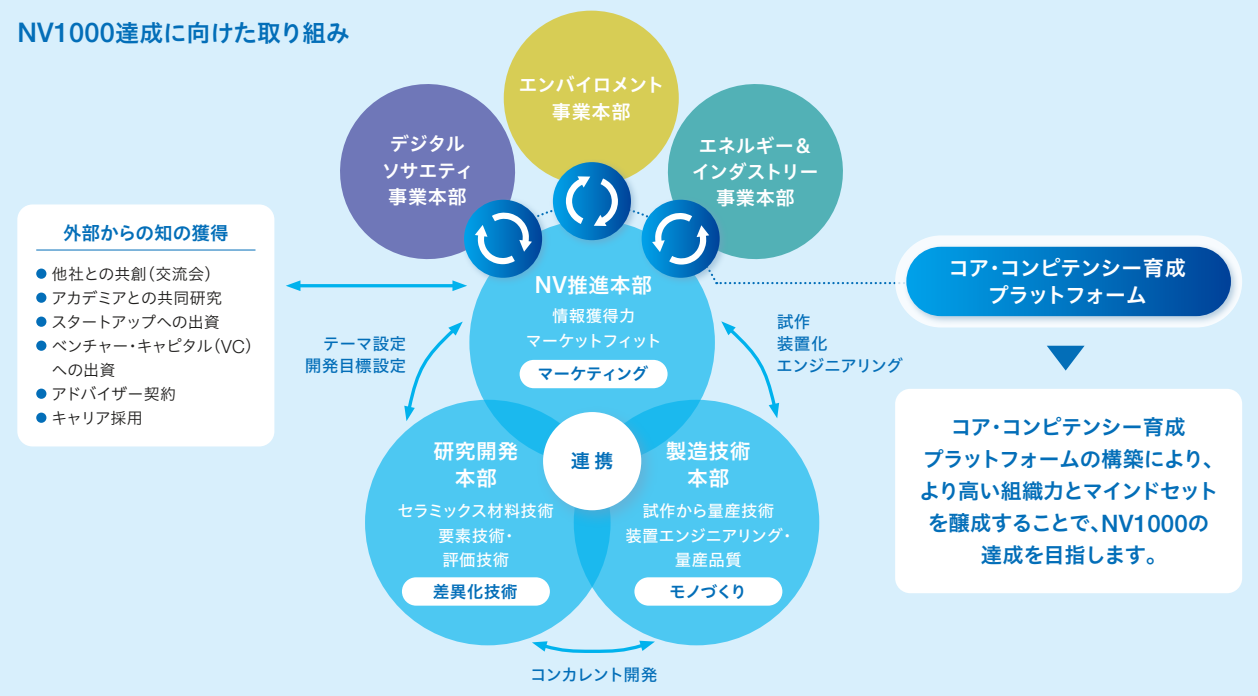 NV1000達成に向けた取り組み
エンバイロメント
事業本部
デジタル
ソサエティ
事業本部
エネルギー＆
インダストリー
事業本部
外部からの知の獲得
● 他社との共創（交流会）
● アカデミアとの共同研究
● スタートアップへの出資
● ベンチャー・キャピタル（VC）
への出資
● アドバイザー契約
● キャリア採用
NV推進本部
情報獲得力
マーケットフィット
マーケティング
テーマ設定
開発目標設定
試作
装置化
エンジニアリング
連携
研究開発
本部
セラミックス材料技術
要素技術・
評価技術
差異化技術
製造技術
本部
試作から量産技術
装置エンジニアリング・
量産品質
モノづくり
コンカレント開発
コア・コンピテンシー育成
プラットフォーム
コア・コンピテンシー育成
プラットフォームの構築により、
より高い組織力とマインドセット
を醸成することで、NV1000の
達成を目指します。